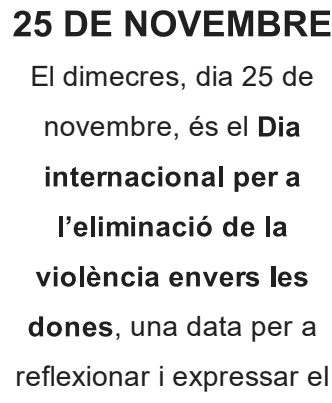 25 DE NOVEMBRE
El dimecres, dia 25 de
novembre, és el Dia
internacional per a
l’eliminació de la
violència envers les
dones, una data per a
reflexionar i expressar el